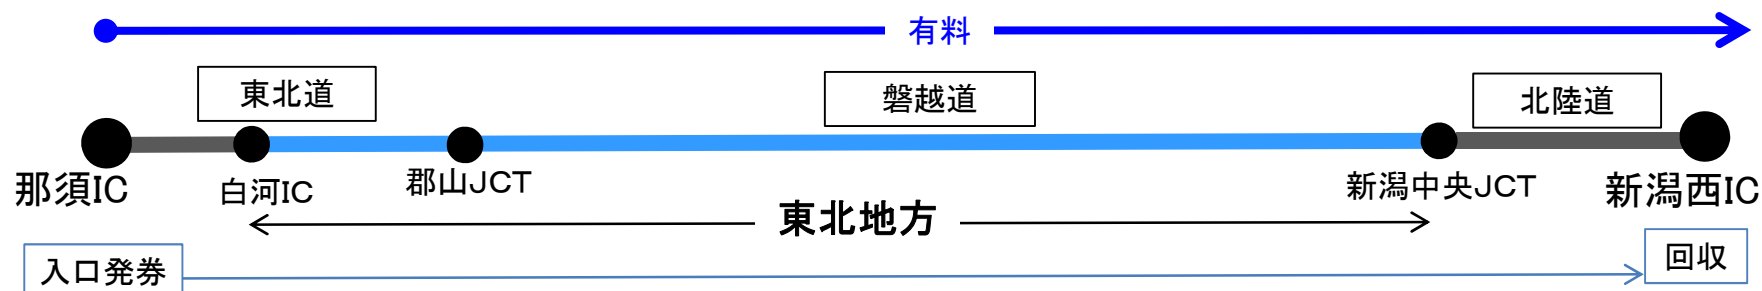 有料
東北道
磐越道
北陸道
那須IC
白河IC
郡山JCT
新潟中央JCT
新潟西IC
東北地方
入口発券
回収